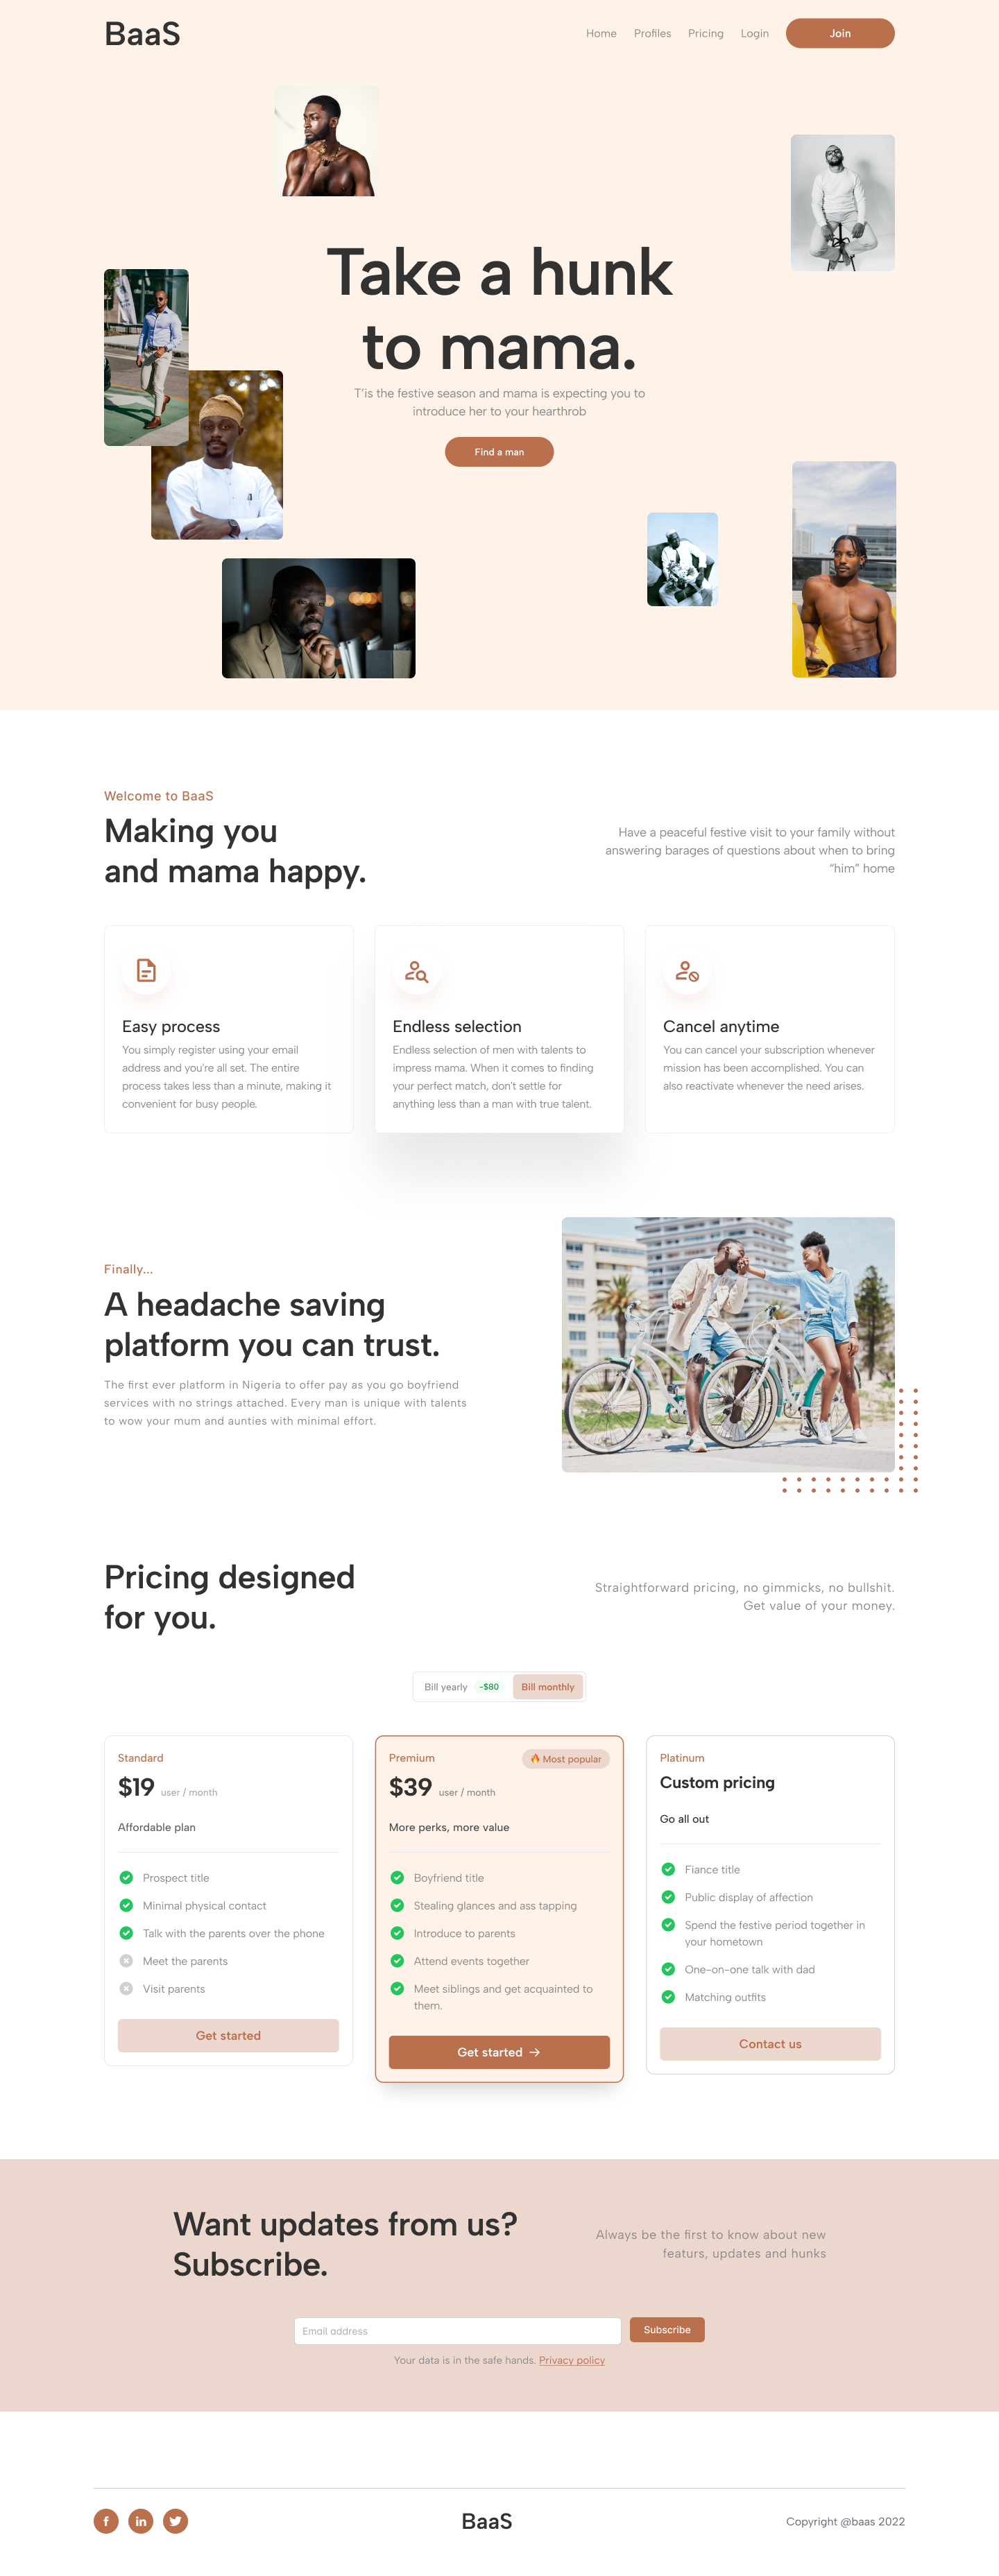 BaaS
Home
Profiles
Pricing
Login
Join
Take a hunk
to mama.
T'is the festive season and mama is expecting you to
introduce her to your hearthrob
Find a man
Welcome to BaaS
Making you
and mama happy.
Have a peaceful festive visit to your family without
answering barages of questions about when to bring
“him” home
Easy process
You simply register using your email
address and you're all set. The entire
process takes less than a minute, making it
convenient for busy people.
Endless selection
Endless selection of men with talents to
impress mama. When it comes to finding
your perfect match, don't settle for
anything less than a man with true talent.
Cancel anytime
You can cancel your subscription whenever
mission has been accomplished. You can
also reactivate whenever the need arises.
Finally...
A headache saving
platform you can trust.
The first ever platform in Nigeria to offer pay as you go boyfriend
services with no strings attached. Every man is unique with talents
to wow your mum and aunties with minimal effort.
Pricing designed
for you.
Straightforward pricing, no gimmicks, no bullshit.
Get value of your money.
Bill yearly
-$80
Bill monthly
Standard
$19 user / month
Affordable plan
Prospect title
Minimal physical contact
Talk with the parents over the phone
Meet the parents
Visit parents
Get started
Premium
🔥 Most popular
$39 user / month
More perks, more value
Boyfriend title
Stealing glances and ass tapping
Introduce to parents
Attend events together
Meet siblings and get acquainted to
them.
Get started →
Platinum
Custom pricing
Go all out
Fiance title
Public display of affection
Spend the festive period together in
your hometown
One-on-one talk with dad
Matching outfits
Contact us
Want updates from us?
Subscribe.
Always be the first to know about new
featurs, updates and hunks
Email address
Subscribe
Your data is in the safe hands. Privacy policy
BaaS
Copyright @baas 2022